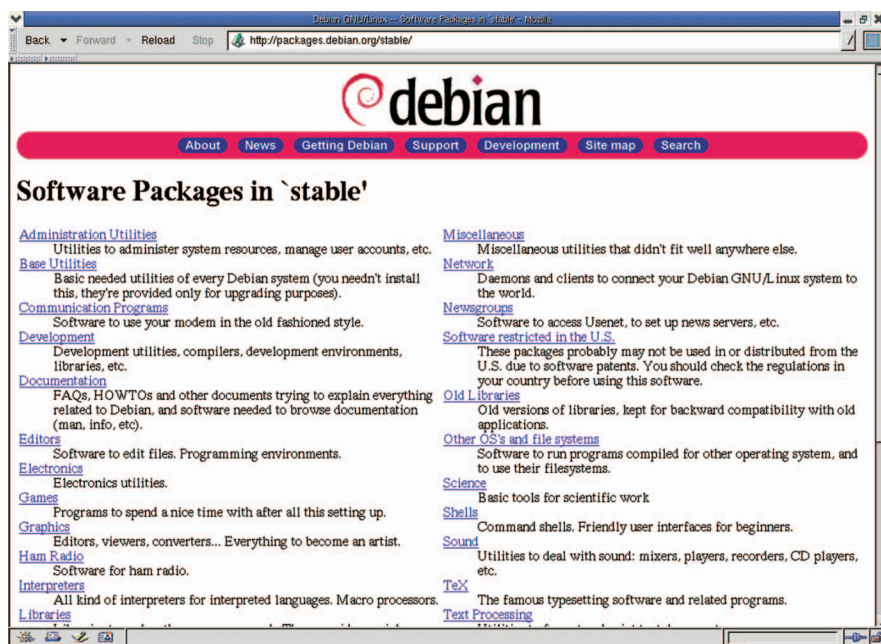 Debian GNU/Linux -- Software Packages in `stable' - Mozilla
Back Forward Reload Stop http://packages.debian.org/stable/
debian
About News Getting Debian Support Development Site map Search
Software Packages in `stable'
Administration Utilities
Utilities to administer system resources, manage user accounts, etc.
Base Utilities
Basic needed utilities of every Debian system (you needn't install
this, they're provided only for upgrading purposes).
Communication Programs
Software to use your modem in the old fashioned style.
Development
Development utilities, compilers, development environments,
libraries, etc.
Documentation
FAQs, HOWTOs and other documents trying to explain everything
related to Debian, and software needed to browse documentation
(man, info, etc).
Editors
Software to edit files. Programming environments.
Electronics
Electronics utilities.
Games
Programs to spend a nice time with after all this setting up.
Graphics
Editors, viewers, converters... Everything to become an artist.
Ham Radio
Software for ham radio.
Interpreters
All kind of interpreters for interpreted languages. Macro processors.
Libraries
Miscellaneous
Miscellaneous utilities that didn't fit well anywhere else.
Network
Daemons and clients to connect your Debian GNU/Linux system to
the world.
Newsgroups
Software to access Usenet, to set up news servers, etc.
Software restricted in the U.S.
These packages probably may not be used in or distributed from the
U.S. due to software patents. You should check the regulations in
your country before using this software.
Old Libraries
Old versions of libraries, kept for backward compatibility with old
applications.
Other OS's and file systems
Software to run programs compiled for other operating system, and
to use their filesystems.
Science
Basic tools for scientific work
Shells
Command shells. Friendly user interfaces for beginners.
Sound
Utilities to deal with sound: mixers, players, recorders, CD players,
etc.
TeX
The famous typesetting software and related programs.
Text Processing